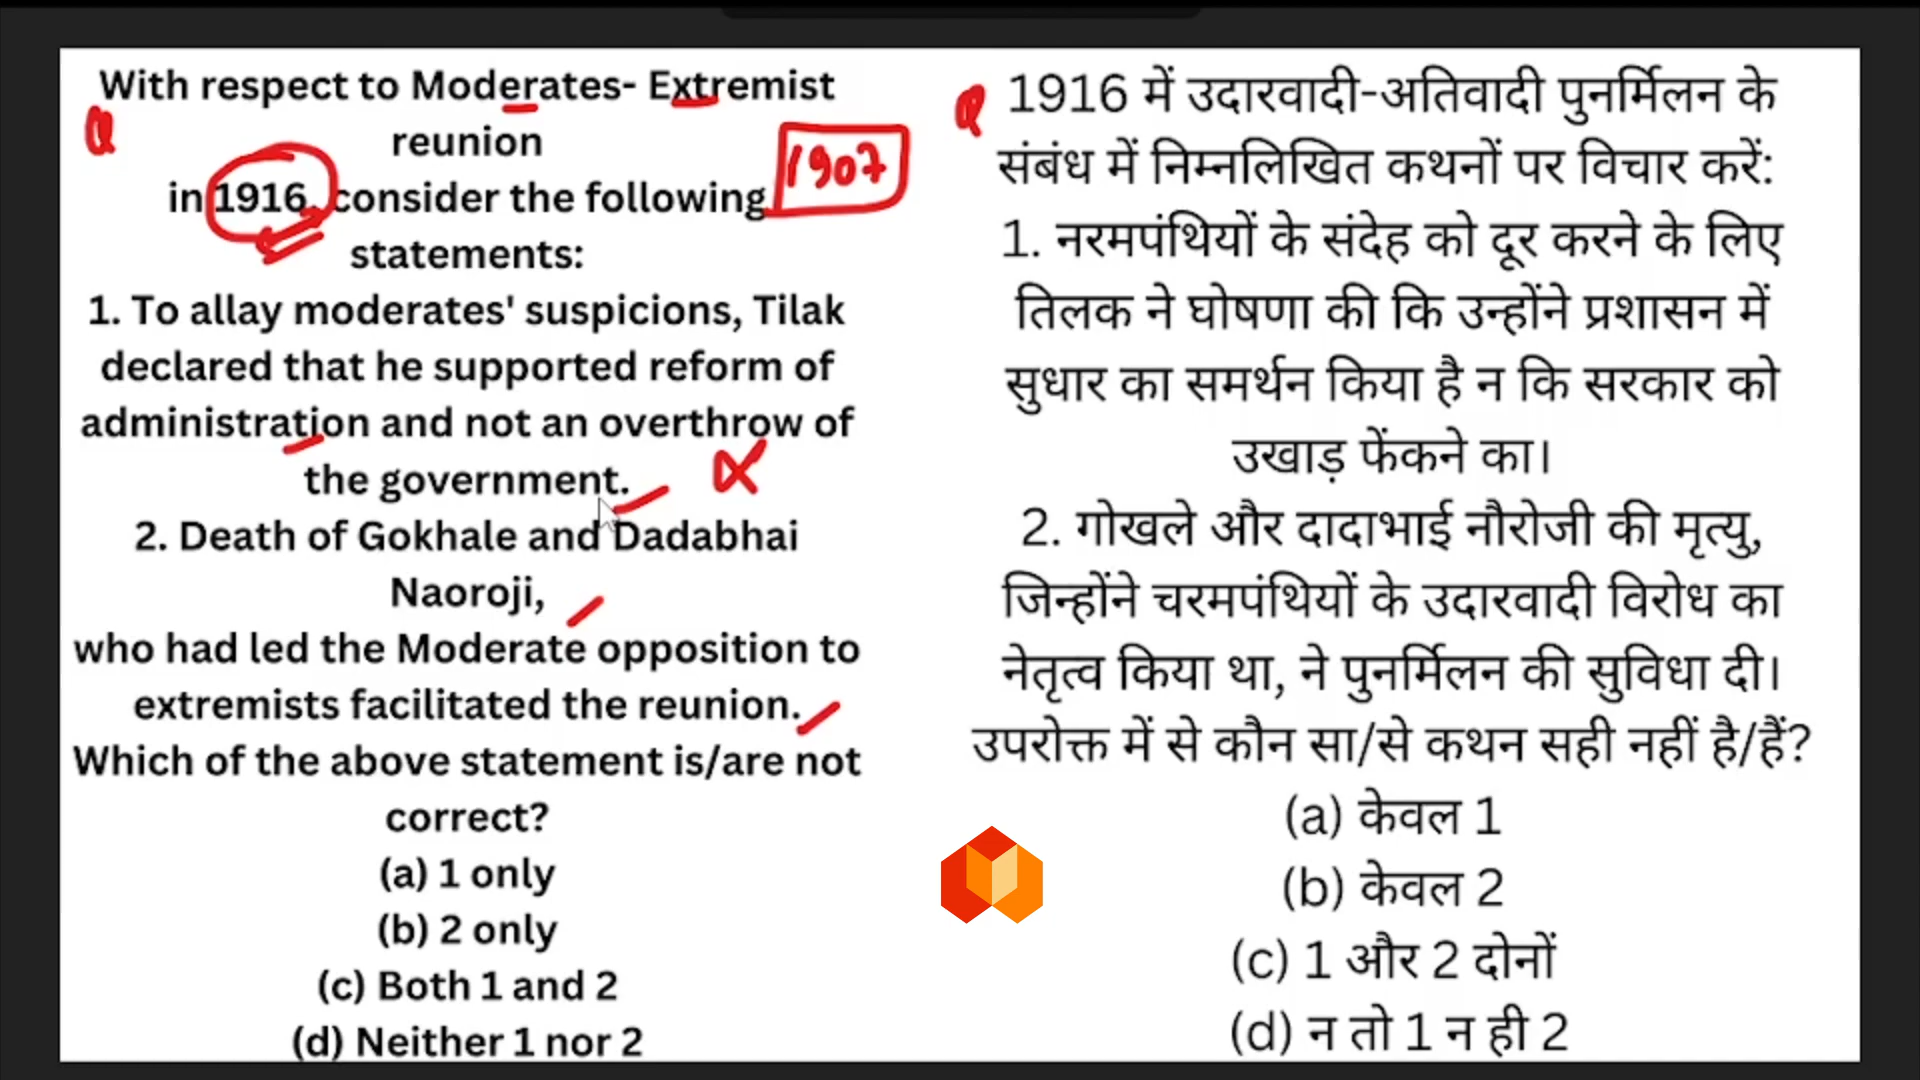 With respect to Moderates- Extremist
Q
reunion
1907
in 1916, consider the following
statements:
1. To allay moderates' suspicions, Tilak
declared that he supported reform of
administration and not an overthrow of
the government.
2. Death of Gokhale and Dadabhai
Naoroji,
who had led the Moderate opposition to
extremists facilitated the reunion.
Which of the above statement is/are not
correct?
(a) 1 only
(b) 2 only
(c) Both 1 and 2
(d) Neither 1 nor 2
Q
1916 में उदारवादी-अतिवादी पुनर्मिलन के
संबंध में निम्नलिखित कथनों पर विचार करें:
1. नरमपंथियों के संदेह को दूर करने के लिए
तिलक ने घोषणा की कि उन्होंने प्रशासन में
सुधार का समर्थन किया है न कि सरकार को
उखाड़ फेंकने का।
2. गोखले और दादाभाई नौरोजी की मृत्यु,
जिन्होंने चरमपंथियों के उदारवादी विरोध का
नेतृत्व किया था, ने पुनर्मिलन की सुविधा दी।
उपरोक्त में से कौन सा/से कथन सही नहीं है/हैं?
(a) केवल 1
(b) केवल 2
(c) 1 और 2 दोनों
(d) न तो 1 न ही 2